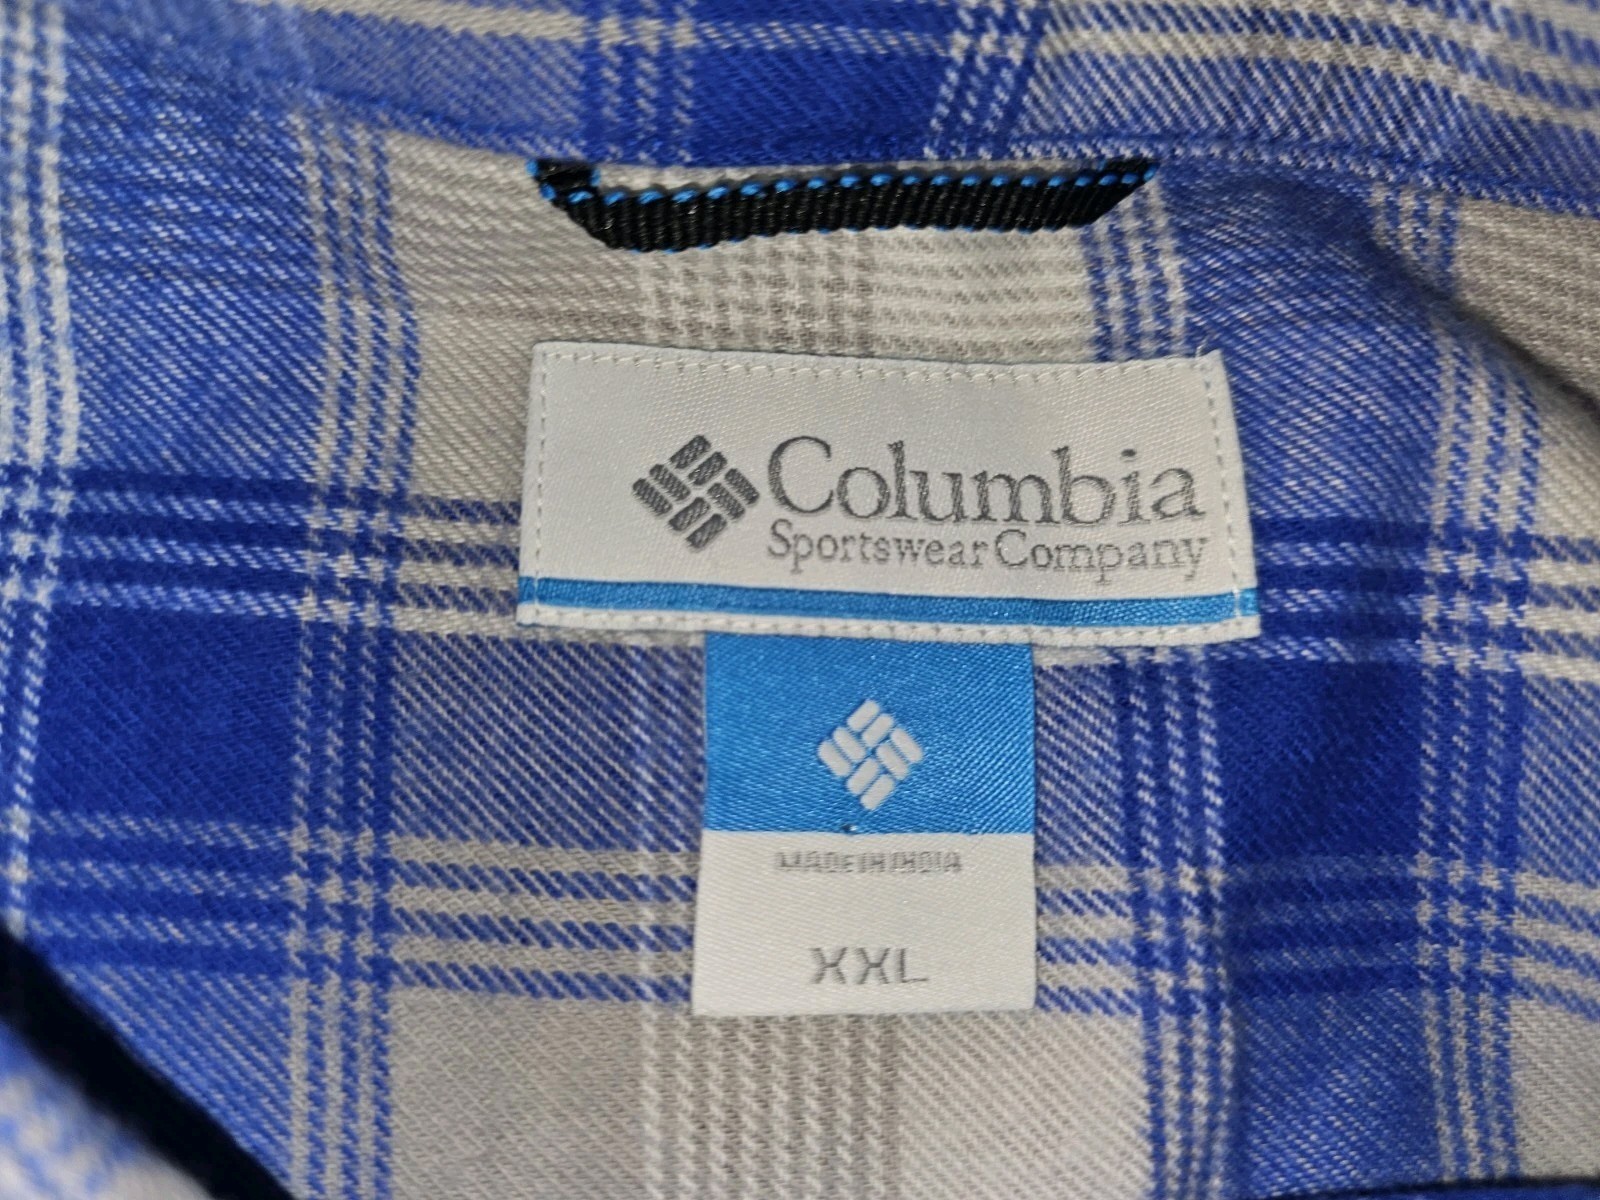 Columbia
Sportswear Company
MADE IN INDIA
XXL